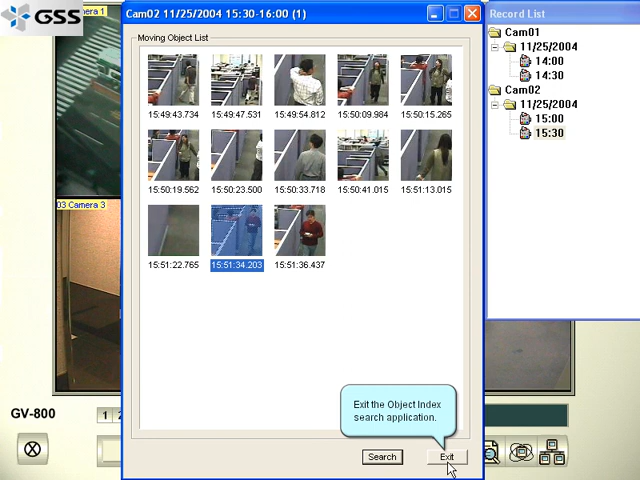 GSS
amera 1
Cam02 11/25/2004 15:30-16:00 (1)
Record List
Moving Object List
Cam01
11/25/2004
14:00
14:30
Cam02
11/25/2004
15:00
15:30
15:49:43.734
15:49:47.531
15:49:54.812
15:50:09.984
15:50:15.265
15:50:19.562
15:50:23.500
15:50:33.718
15:50:41.015
15:51:13.015
03 Camera 3
15:51:22.765
15:51:34.203
15:51:36.437
Exit the Object Index
search application.
GV-800
1 2
Search
Exit